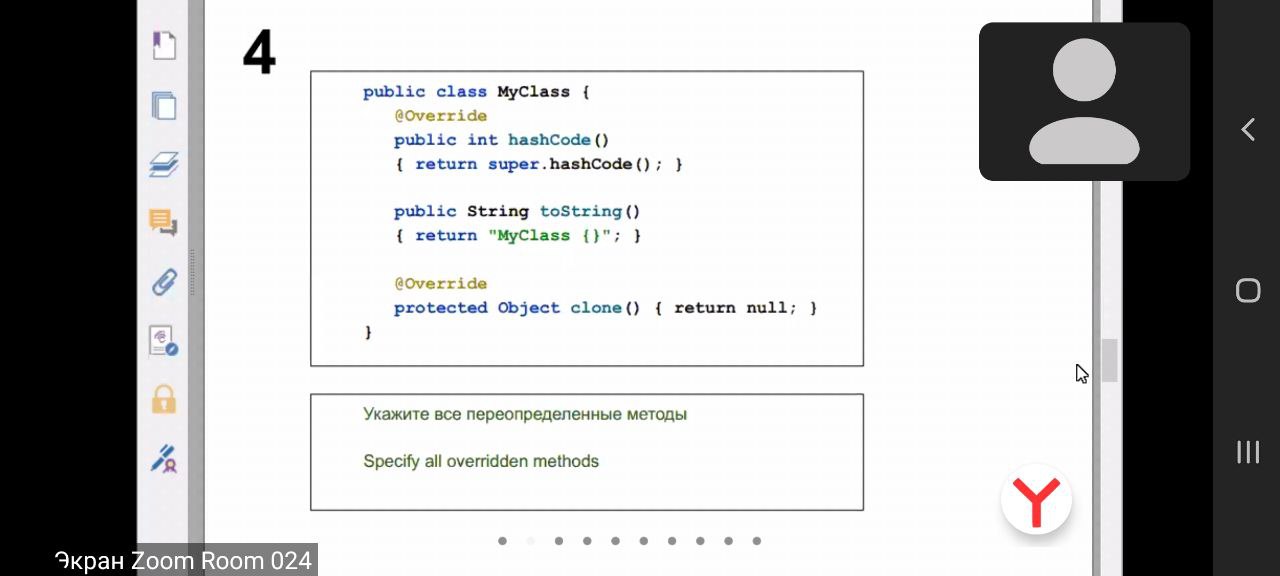 4
public class MyClass {
@Override
public int hashCode()
{ return super.hashCode(); }
public String toString()
{ return "MyClass {}"; }
@Override
protected Object clone() { return null; }
}
Укажите все переопределенные методы
Specify all overridden methods
Экран Zoom Room 024